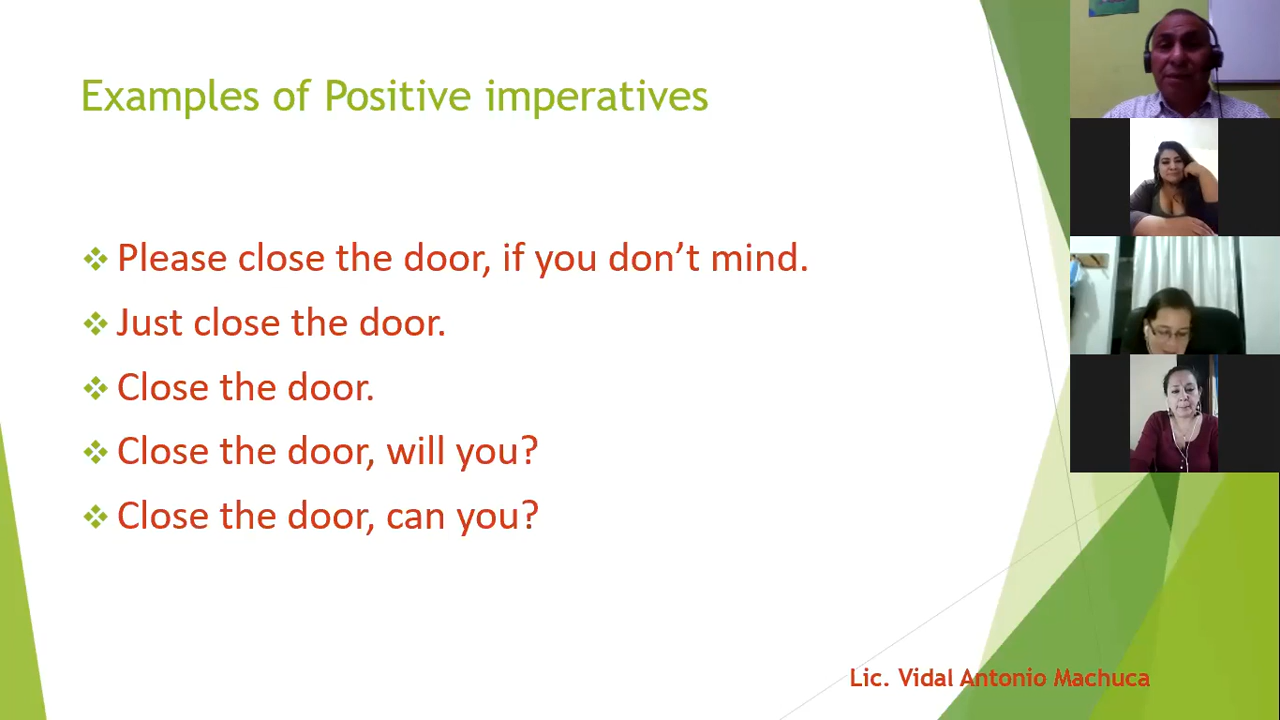 Examples of Positive imperatives
Please close the door, if you don’t mind.
Just close the door.
Close the door.
Close the door, will you?
Close the door, can you?
Lic. Vidal Antonio Machuca